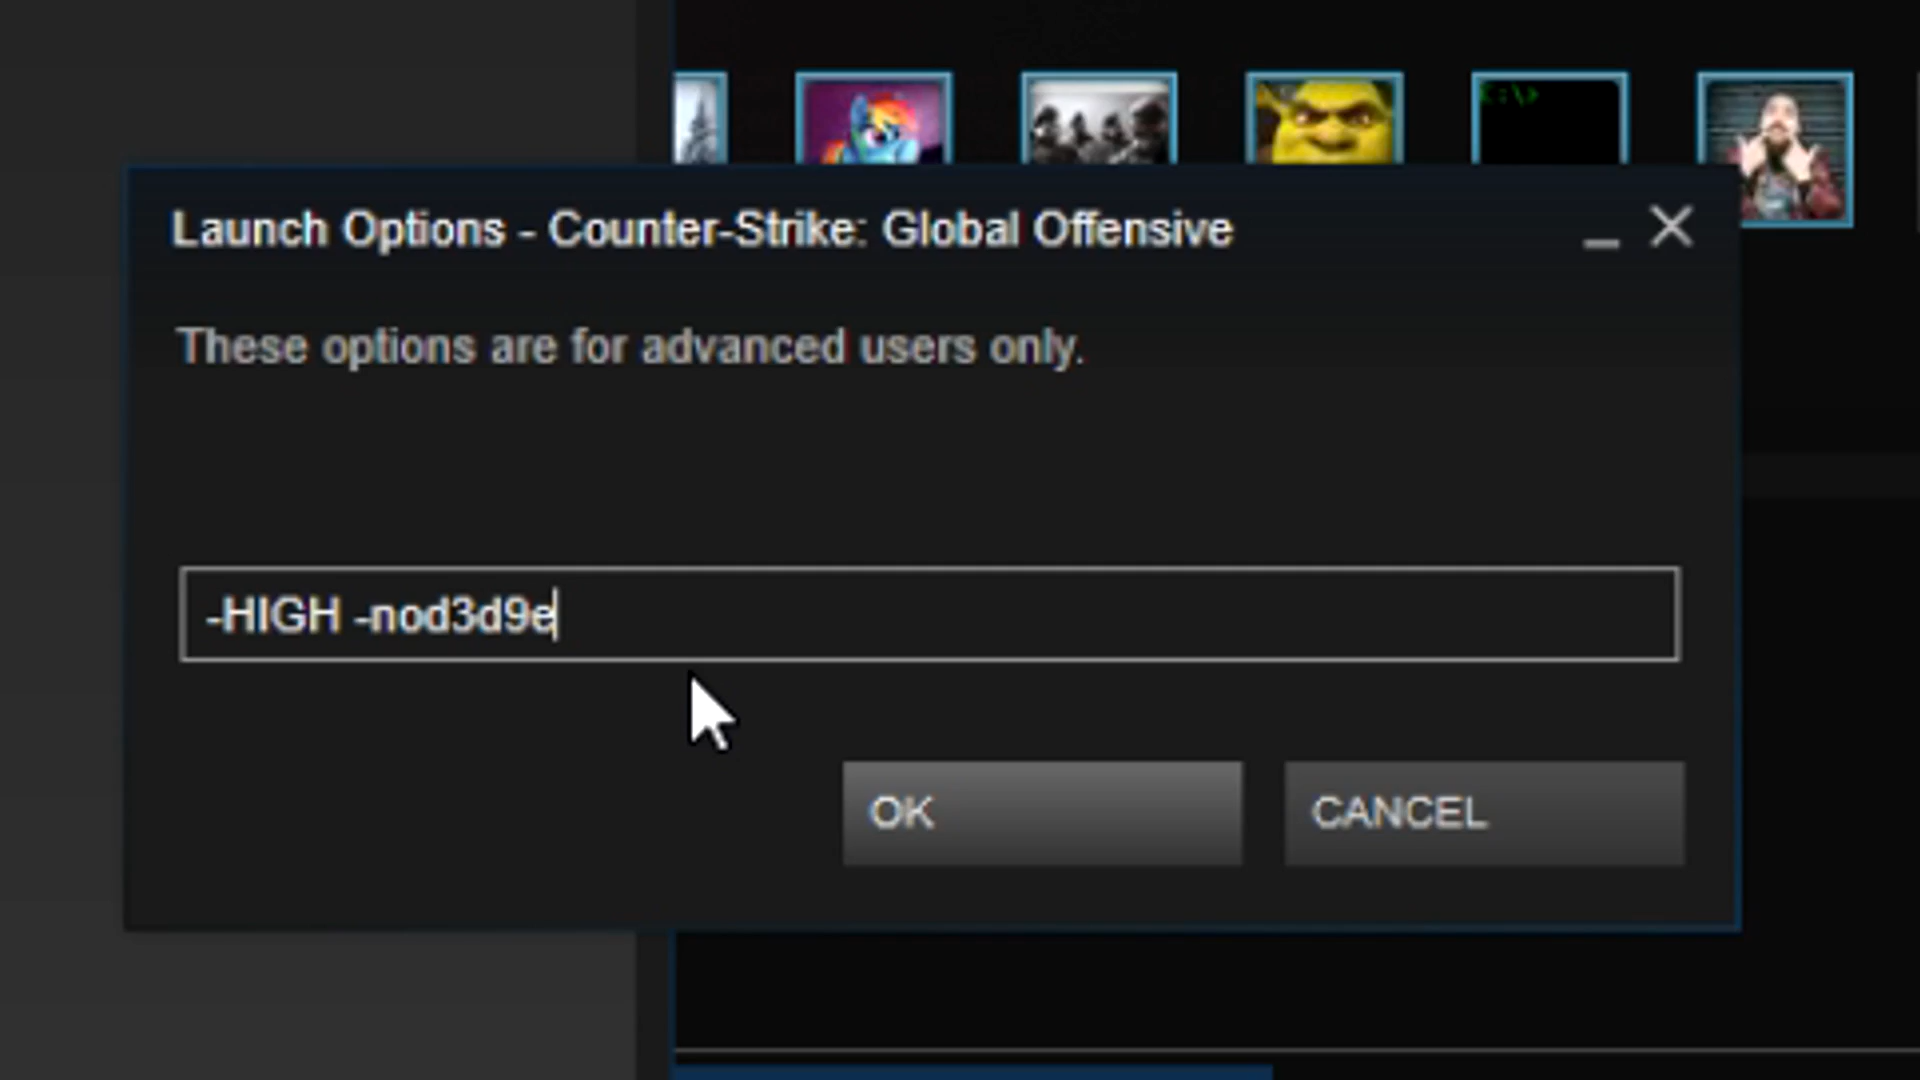 C:\>
Launch Options - Counter-Strike: Global Offensive
These options are for advanced users only.
-HIGH -nod3d9e
OK
CANCEL